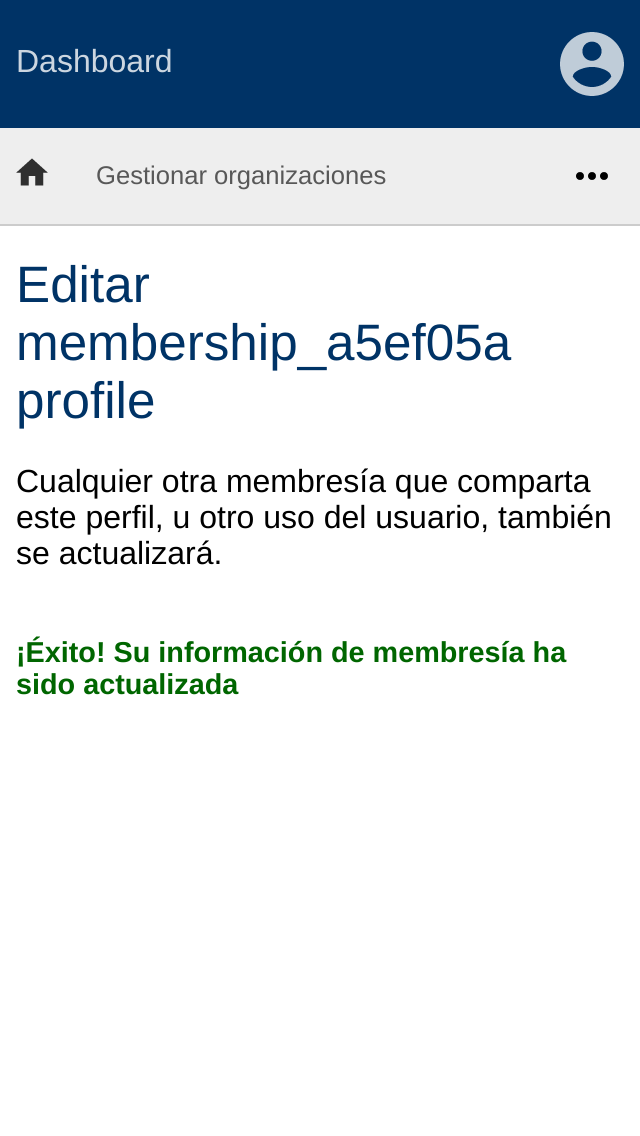 Dashboard
Gestionar organizaciones
Editar
membership_a5ef05a
profile
Cualquier otra membresía que comparta
este perfil, u otro uso del usuario, también
se actualizará.
¡Éxito! Su información de membresía ha
sido actualizada